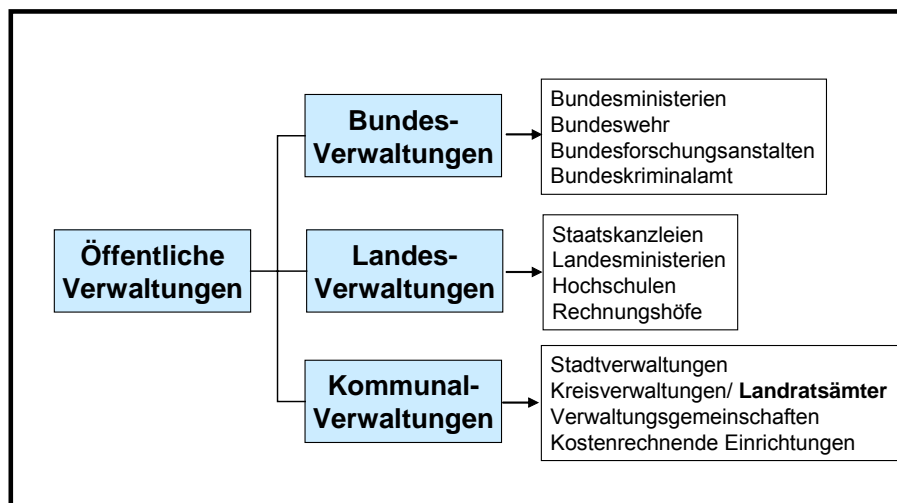 Öffentliche
Verwaltungen
Bundes-
Verwaltungen
Bundesministerien
Bundeswehr
Bundesforschungsanstalten
Bundeskriminalamt
Landes-
Verwaltungen
Staatskanzleien
Landesministerien
Hochschulen
Rechnungshöfe
Kommunal-
Verwaltungen
Stadtverwaltungen
Kreisverwaltungen/ Landratsämter
Verwaltungsgemeinschaften
Kostenrechnende Einrichtungen